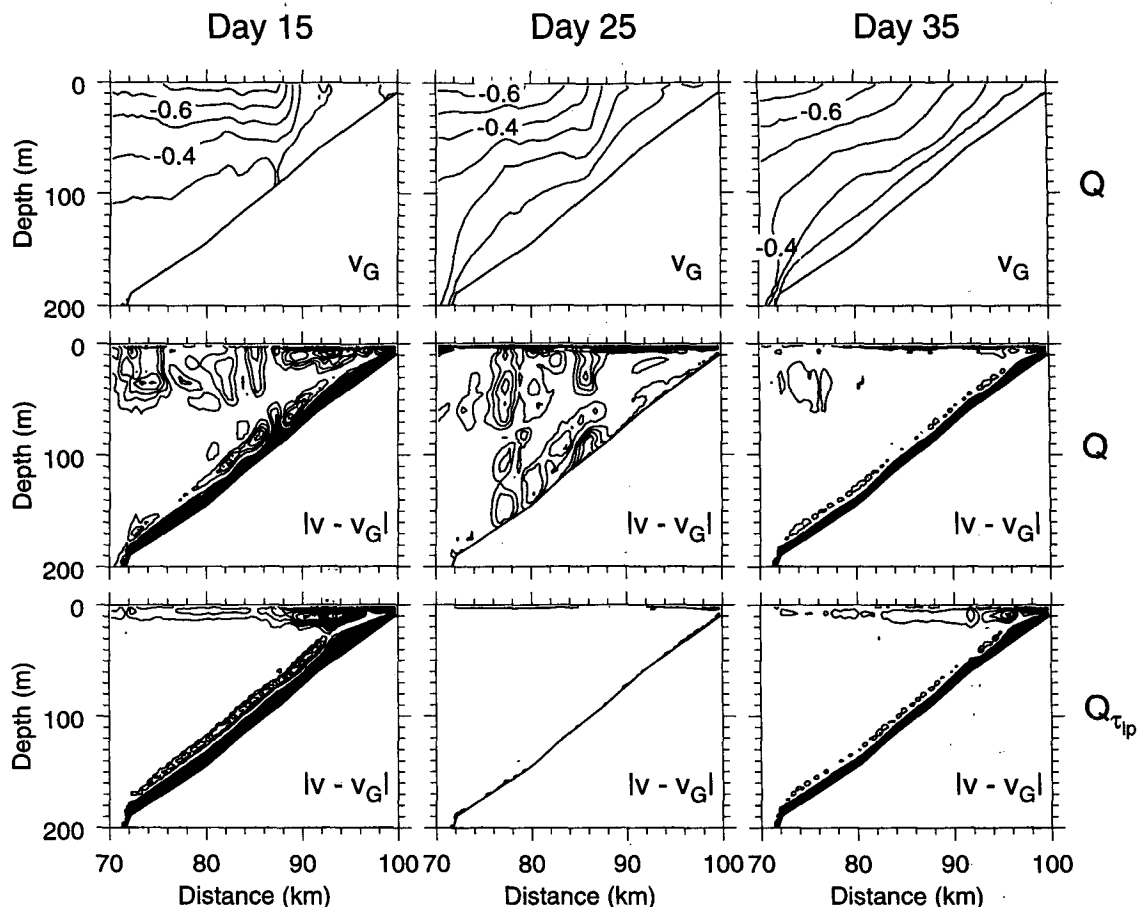 Day 15 Day 25 Day 35
0 -0.6 -0.6 -0.6
-0.4 -0.4
Depth (m) 100 Q
-0.4
v_G v_G v_G
200
0
Depth (m) 100 Q
|v - v_G| |v - v_G| |v - v_G|
200
0
Depth (m) 100 Q_τ_lp
|v - v_G| |v - v_G| |v - v_G|
200
70 80 90 100 70 80 90 100 70 80 90 100
Distance (km) Distance (km) Distance (km)